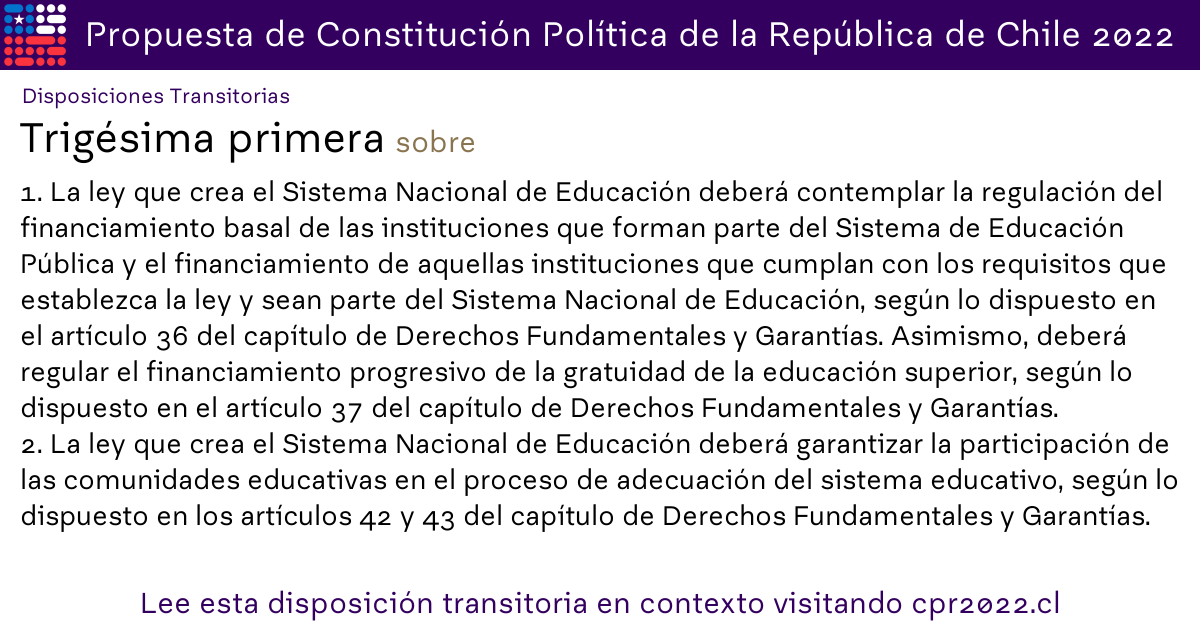 Propuesta de Constitución Política de la República de Chile 2022
Disposiciones Transitorias
Trigésima primera sobre
1. La ley que crea el Sistema Nacional de Educación deberá contemplar la regulación del
financiamiento basal de las instituciones que forman parte del Sistema de Educación
Pública y el financiamiento de aquellas instituciones que cumplan con los requisitos que
establezca la ley y sean parte del Sistema Nacional de Educación, según lo dispuesto en
el artículo 36 del capítulo de Derechos Fundamentales y Garantías. Asimismo, deberá
regular el financiamiento progresivo de la gratuidad de la educación superior, según lo
dispuesto en el artículo 37 del capítulo de Derechos Fundamentales y Garantías.
2. La ley que crea el Sistema Nacional de Educación deberá garantizar la participación de
las comunidades educativas en el proceso de adecuación del sistema educativo, según lo
dispuesto en los artículos 42 y 43 del capítulo de Derechos Fundamentales y Garantías.
Lee esta disposición transitoria en contexto visitando cpr2022.cl